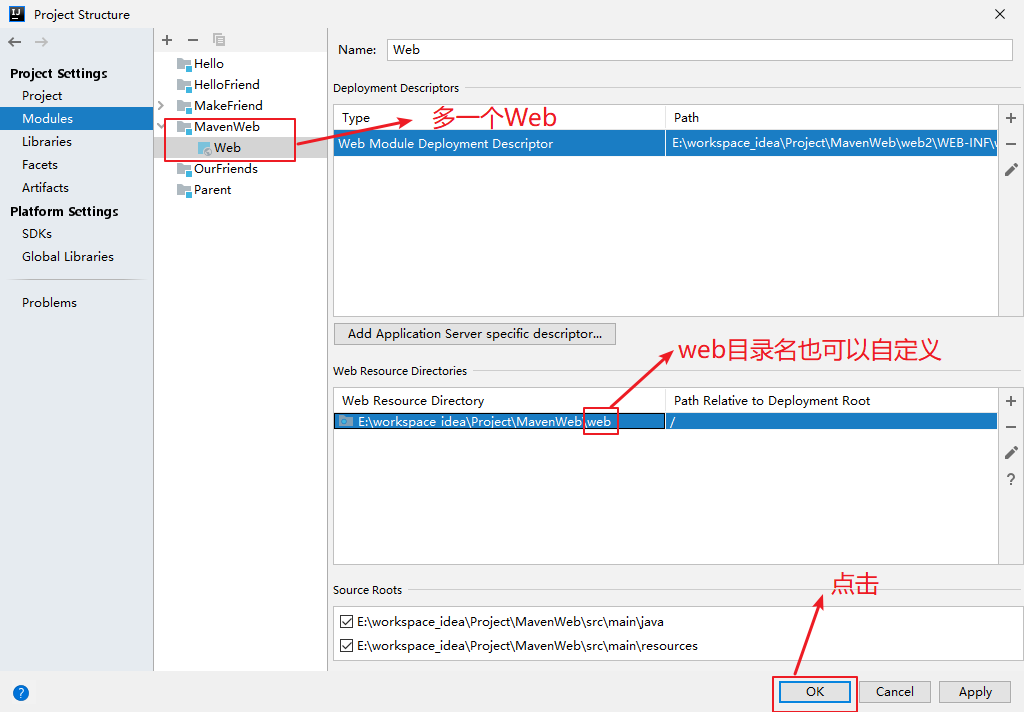 Project Structure
Project Settings
Project
Modules
Libraries
Facets
Artifacts
Platform Settings
SDKs
Global Libraries
Problems
Hello
HelloFriend
MakeFriend
MavenWeb
Web
OurFriends
Parent
Name:
Web
Deployment Descriptors
多一个Web
Type
Path
Web Module Deployment Descriptor
E:\workspace_idea\Project\MavenWeb\web2\WEB-INF\
Add Application Server specific descriptor...
web目录名也可以自定义
Web Resource Directories
Web Resource Directory
Path Relative to Deployment Root
E:\workspace_idea\Project\MavenWeb\web
/
点击
Source Roots
E:\workspace_idea\Project\MavenWeb\src\main\java
E:\workspace_idea\Project\MavenWeb\src\main\resources
?
OK
Cancel
Apply